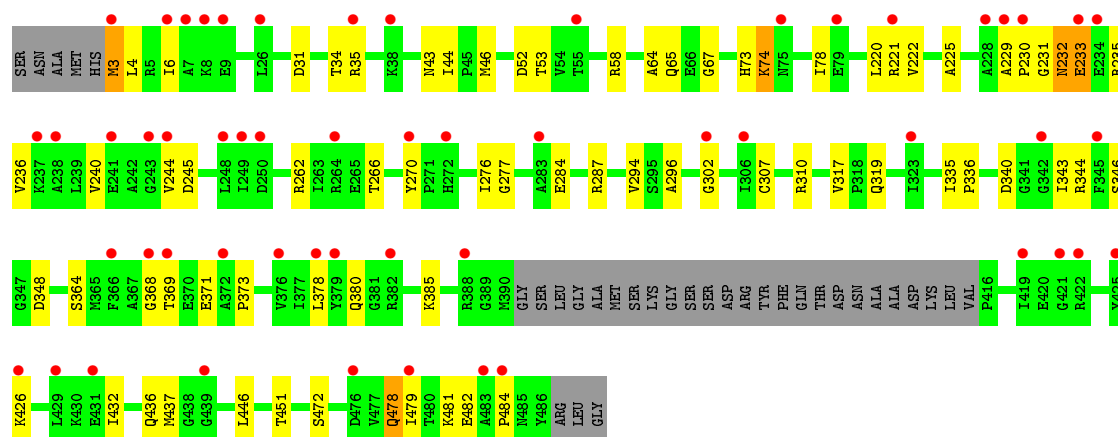 SER ASN ALA MET HIS M3 L4 R5 I6 A7 K8 E9 L26 D31 T34 R35 K38 N43 I44 P45 M46 D52 T53 V54 T55 R58 A64 Q65 E66 G67 H73 K74 N75 I78 E79 L220 R221 V222 A225 A228 A229 P230 G231 N232 E233 E234 R235
V236 K237 A238 L239 V240 E241 A242 G243 V244 D245 L248 I249 D250 R262 I263 R264 E265 T266 Y270 P271 H272 I276 G277 A283 E284 R287 V294 S295 A296 G302 I306 C307 R310 V317 P318 Q319 I323 I335 P336 D340 G341 G342 I343 R344 F345 S346
G347 D348 S364 M365 F366 A367 G368 T369 E370 E371 A372 P373 V376 I377 L378 Y379 Q380 G381 R382 K385 R388 G389 M390 GLY SER LEU GLY ALA MET SER LYS GLY SER SER ASP ARG TYR PHE GLN THR ASP ASN ALA ALA ASP LYS LEU VAL P416 I419 E420 G421 R422 Y425
K426 L429 K430 E431 I432 Q436 M437 G438 G439 L446 T451 S472 D476 V477 Q478 I479 T480 K481 E482 A483 P484 N485 Y486 ARG LEU GLY